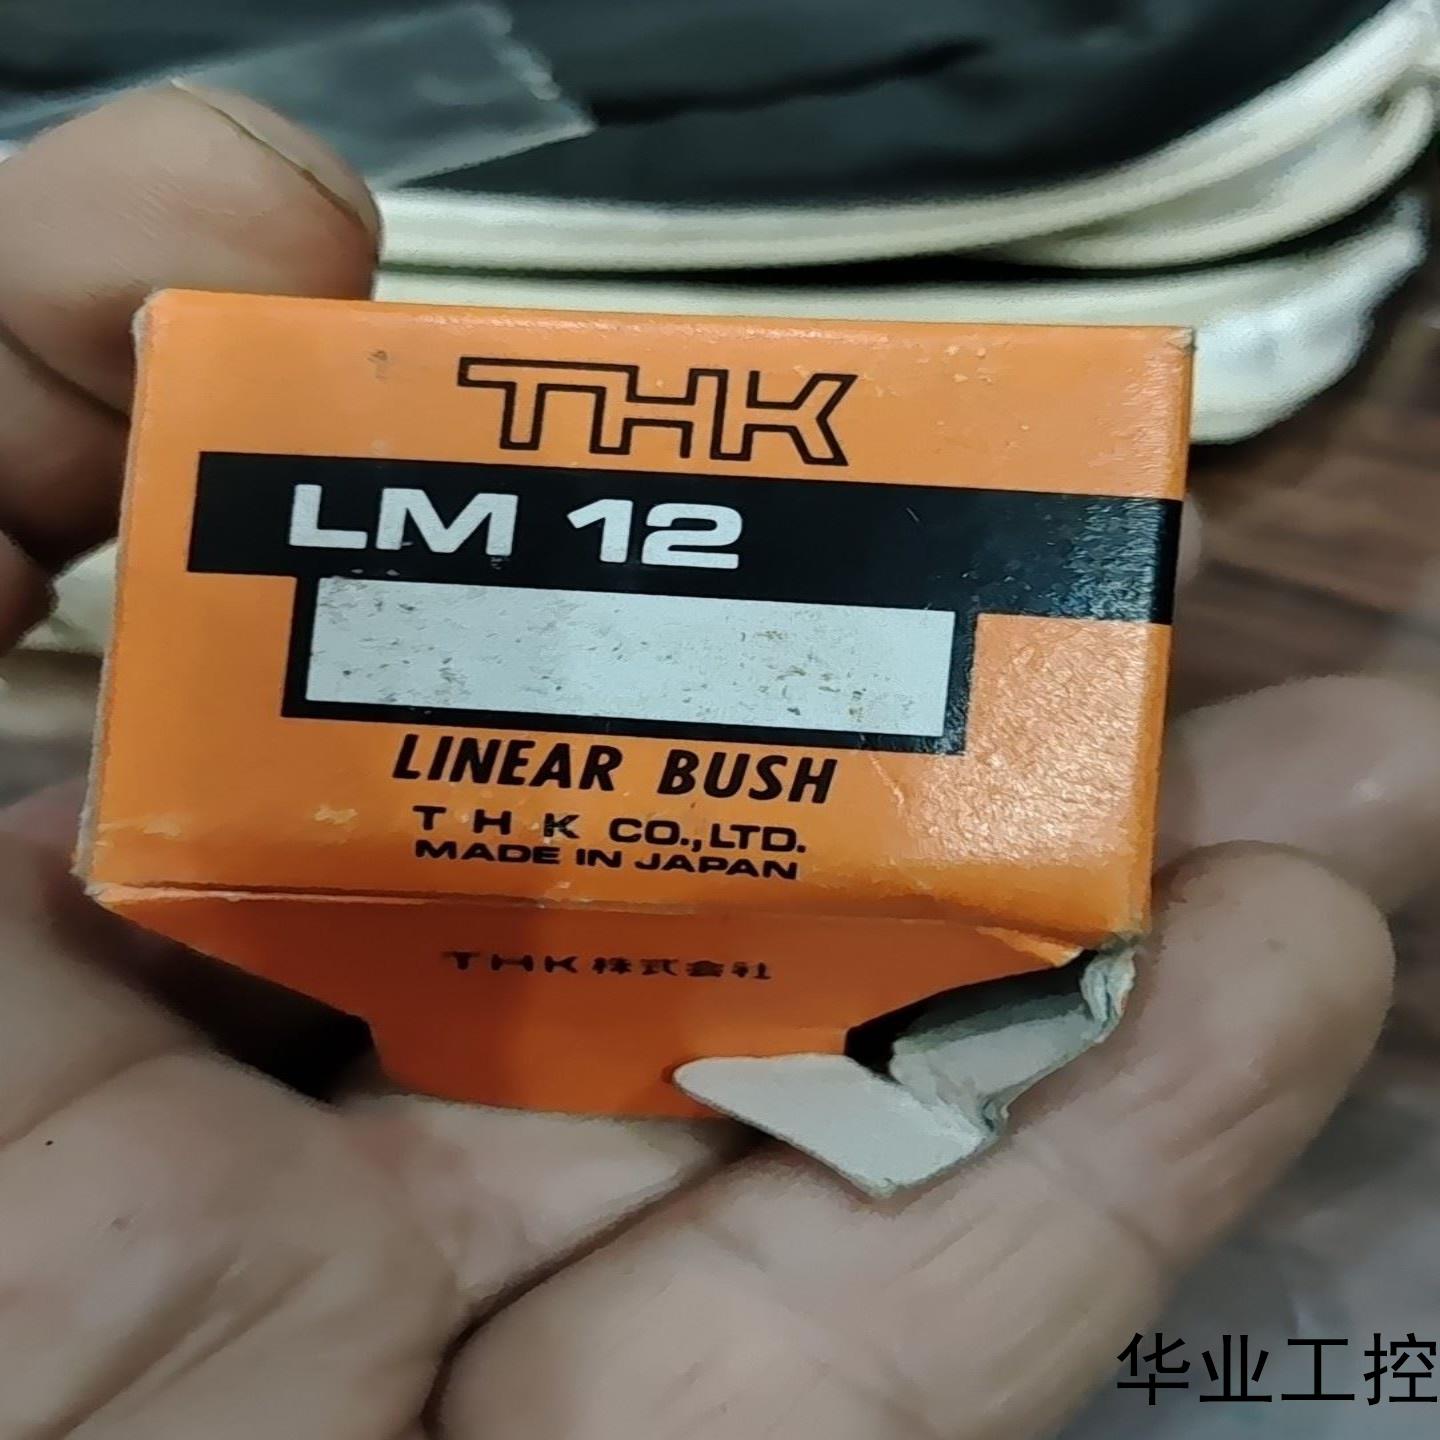 THK
LM 12
LINEAR BUSH
T H K CO.,LTD.
MADE IN JAPAN
THK株式会社
华业工控